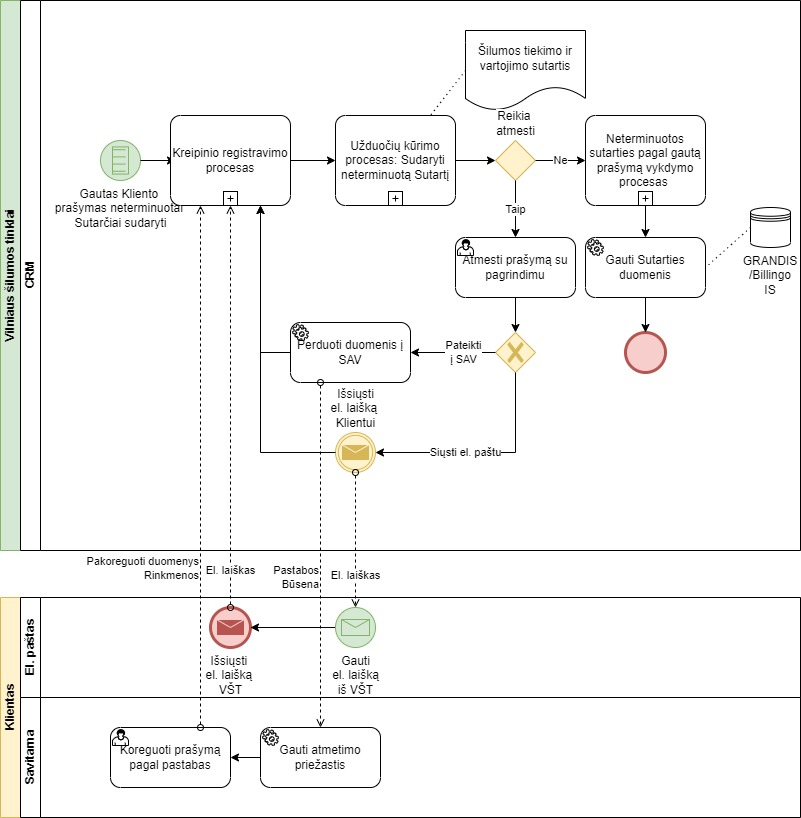 Vilniaus šilumos tinklai
CRM
Gautas Kliento
prašymas neterminuotai
Sutarčiai sudaryti
Kreipinio registravimo
procesas
Užduočių kūrimo
procesas: Sudaryti
neterminuotą Sutartį
Šilumos tiekimo ir
vartojimo sutartis
Reikia
atmesti
Ne
Taip
Neterminuotos
sutarties pagal gautą
prašymą vykdymo
procesas
Atmesti prašymą su
pagrindimu
Gauti Sutarties
duomenis
GRANDIS
/Billingo
IS
Perduoti duomenis į
SAV
Pateikti
į SAV
Išsiųsti
el. laišką
Klientui
Siųsti el. paštu
Pakoreguoti duomenys
Rinkmenos
El. laiškas
Pastabos
Būsena
El. laiškas
Klientas
El. paštas
Išsiųsti
el. laišką
VŠT
Gauti
el. laišką
iš VŠT
Savitarna
Koreguoti prašymą
pagal pastabas
Gauti atmetimo
priežastis